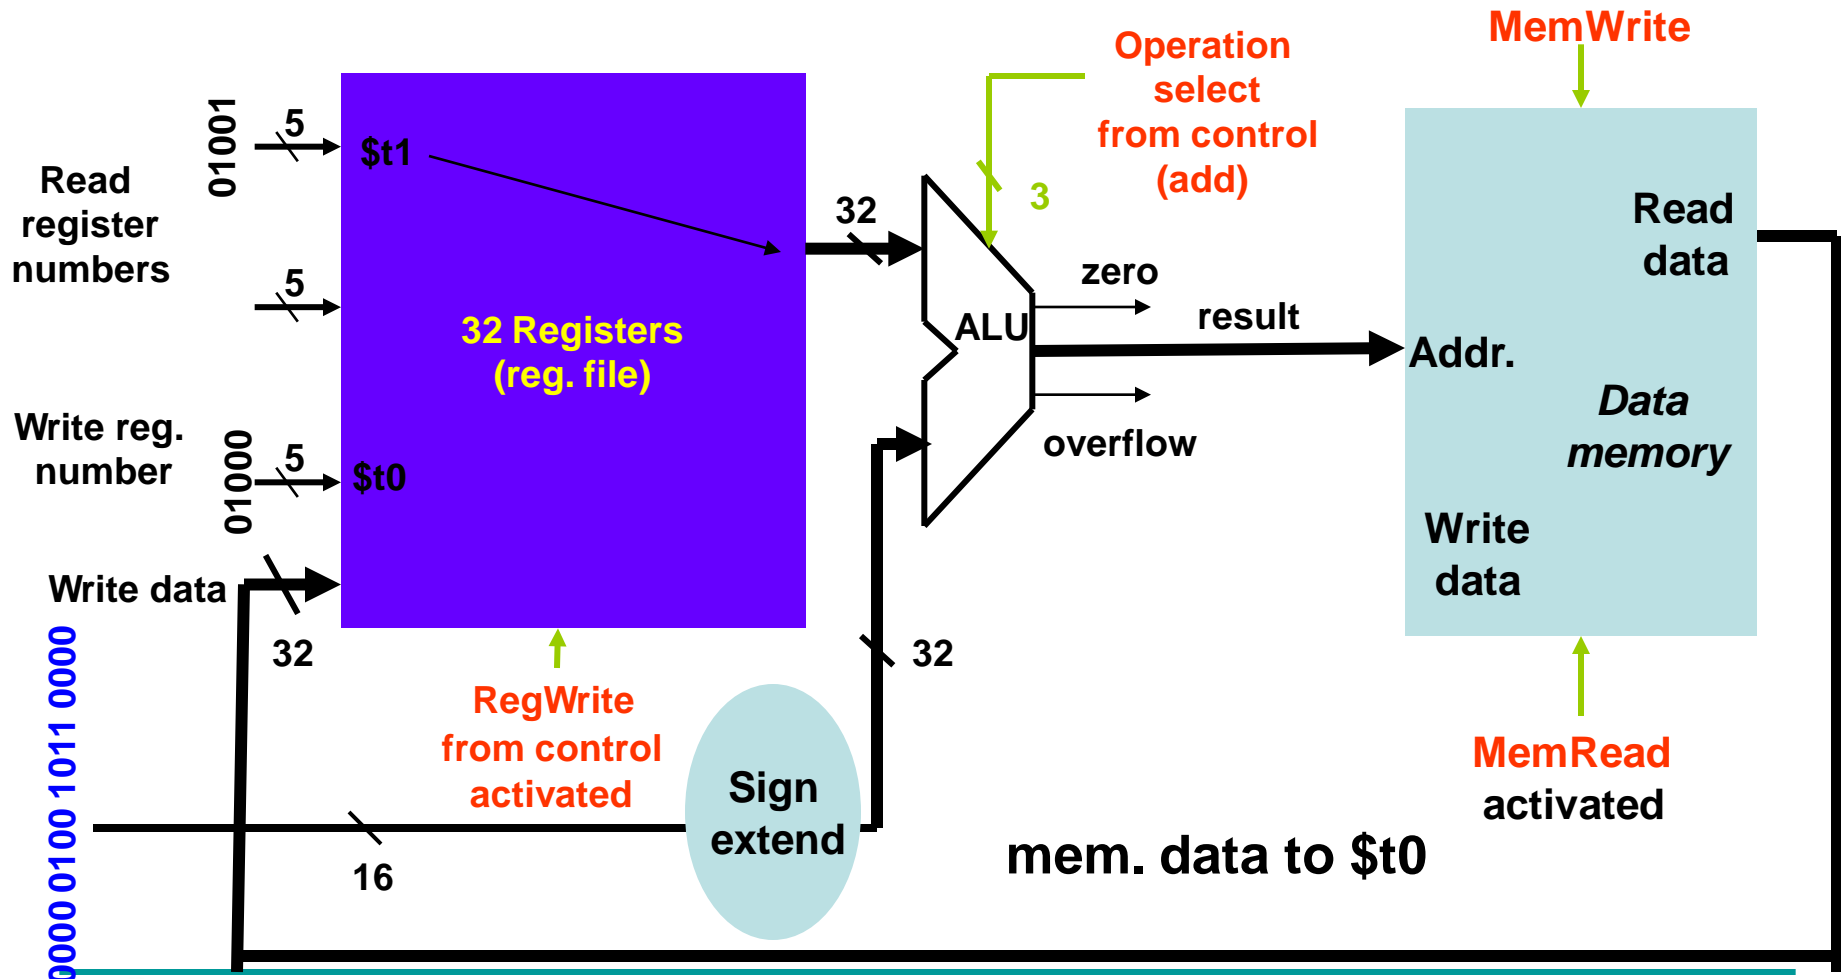 MemWrite
Operation
select
from control
(add)
3
01001
5
$t1
Read
register
numbers
5
32
zero
result
ALU
overflow
Read
data
Addr.
Data
memory
Write
data
32 Registers
(reg. file)
Write reg.
number
01000
5
$t0
Write data
32
32
RegWrite
from control
activated
MemRead
activated
Sign
extend
16
mem. data to $t0
0000 0100 1011 0000